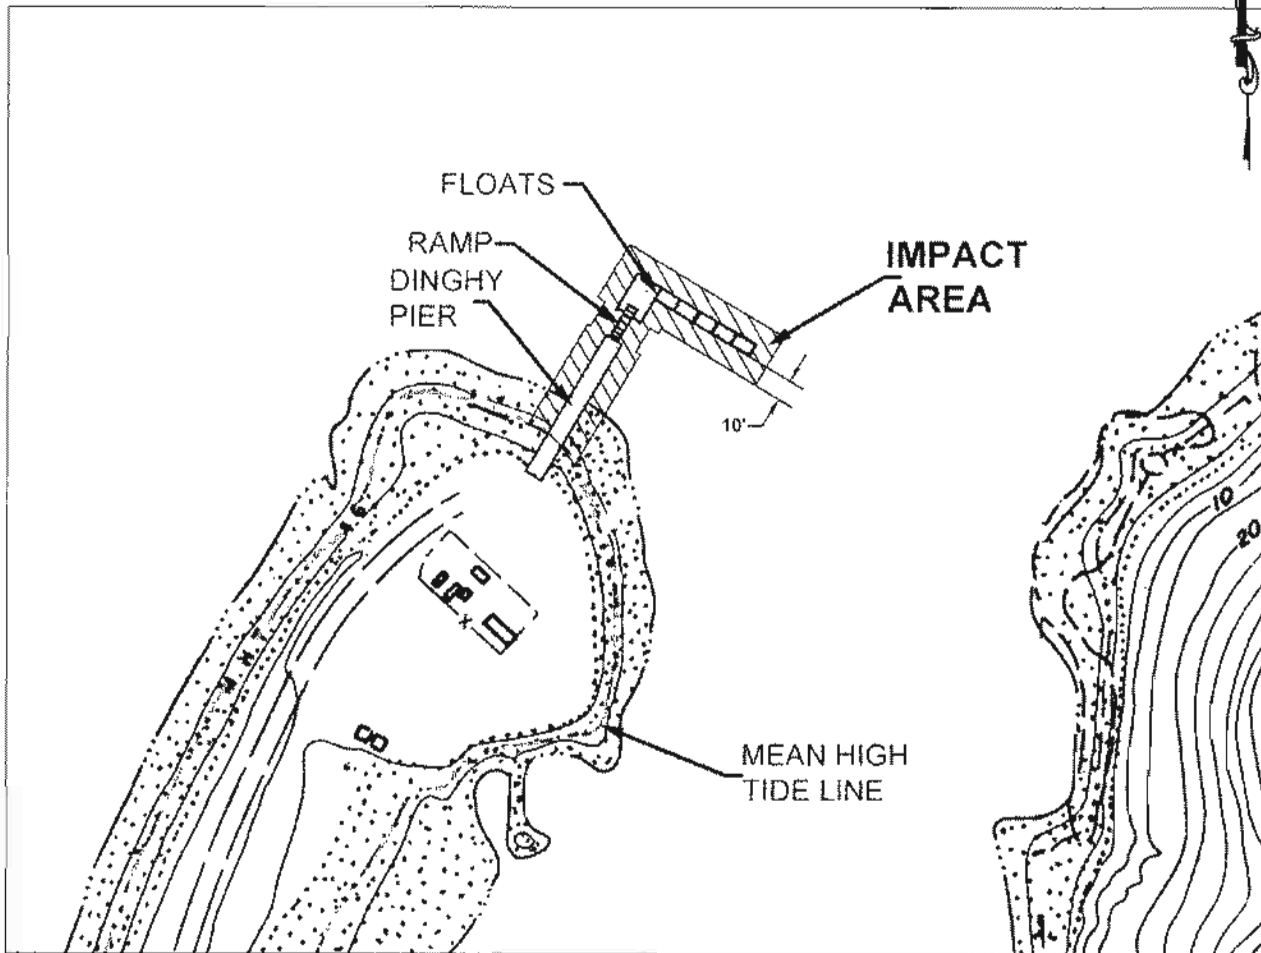 FLOATS
RAMP
DINGHY
PIER
IMPACT
AREA
10'
10
20
MEAN HIGH
TIDE LINE